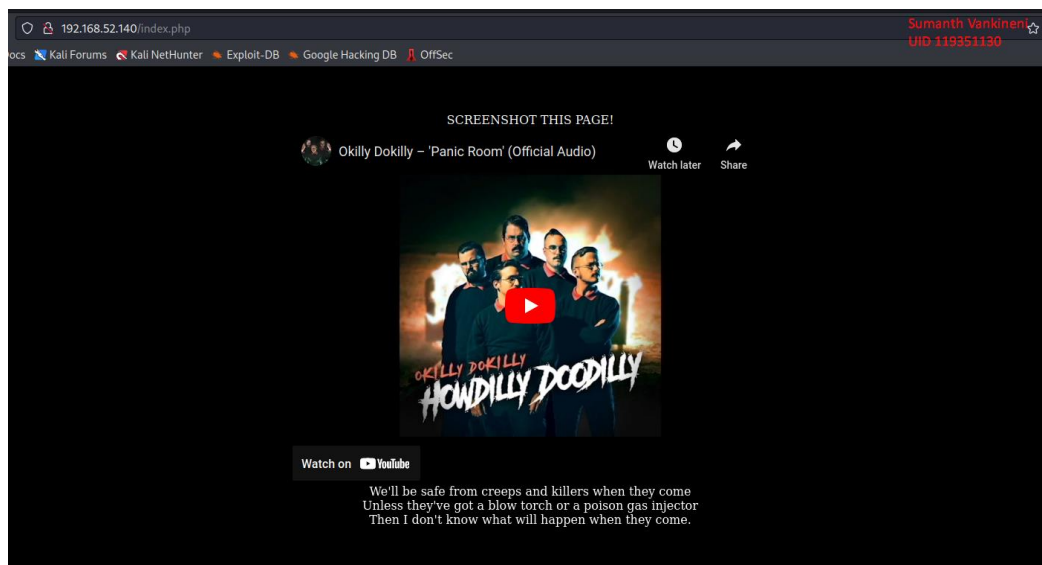 192.168.52.140/index.php
Sumanth Vankineni
UID 119351130
ocs Kali Forums Kali NetHunter Exploit-DB Google Hacking DB OffSec
SCREENSHOT THIS PAGE!
Okilly Dokilly – 'Panic Room' (Official Audio)
Watch later Share
OKILLY DOKILLY
HOWDILLY DOODILLY
Watch on YouTube
We'll be safe from creeps and killers when they come
Unless they've got a blow torch or a poison gas injector
Then I don't know what will happen when they come.